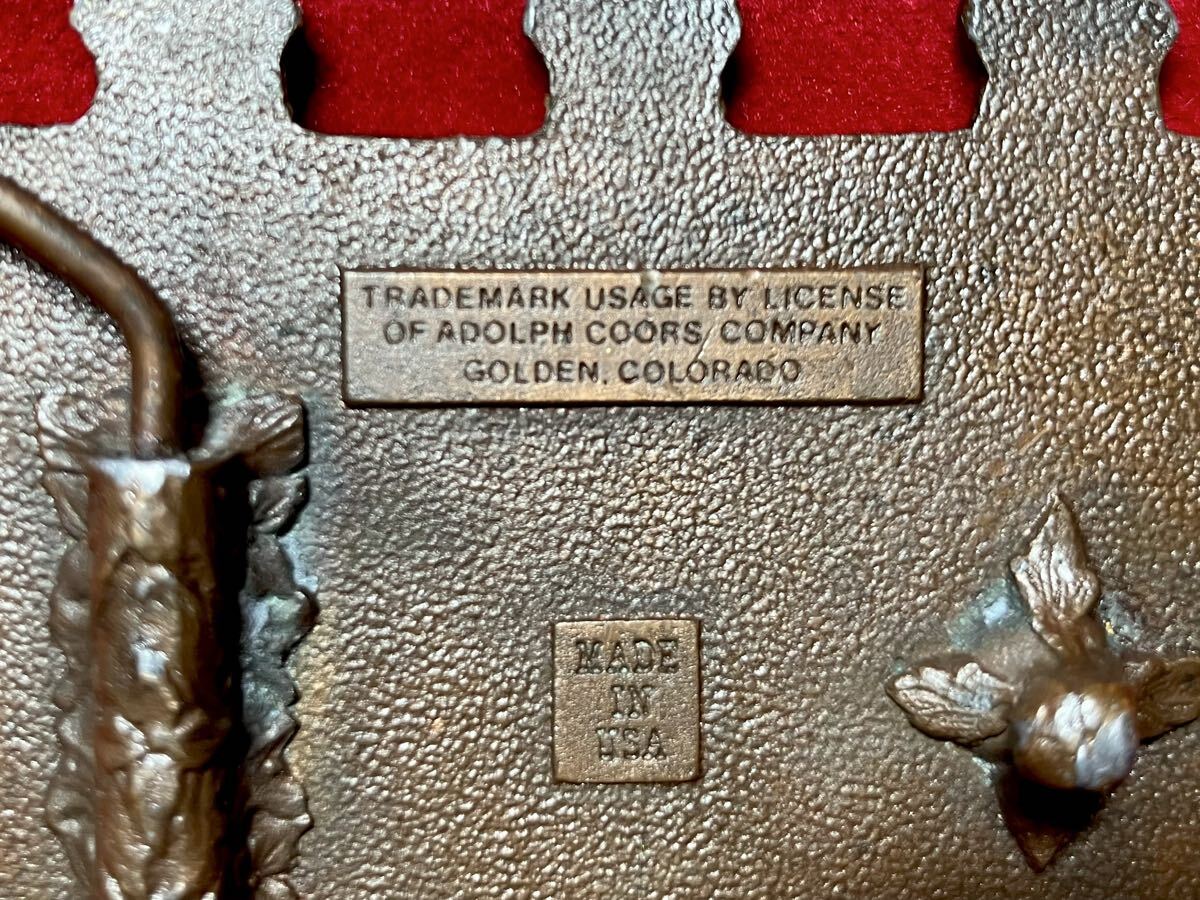 TRADEMARK USAGE BY LICENSE
OF ADOLPH COORS COMPANY
GOLDEN, COLORADO
MADE
IN
USA